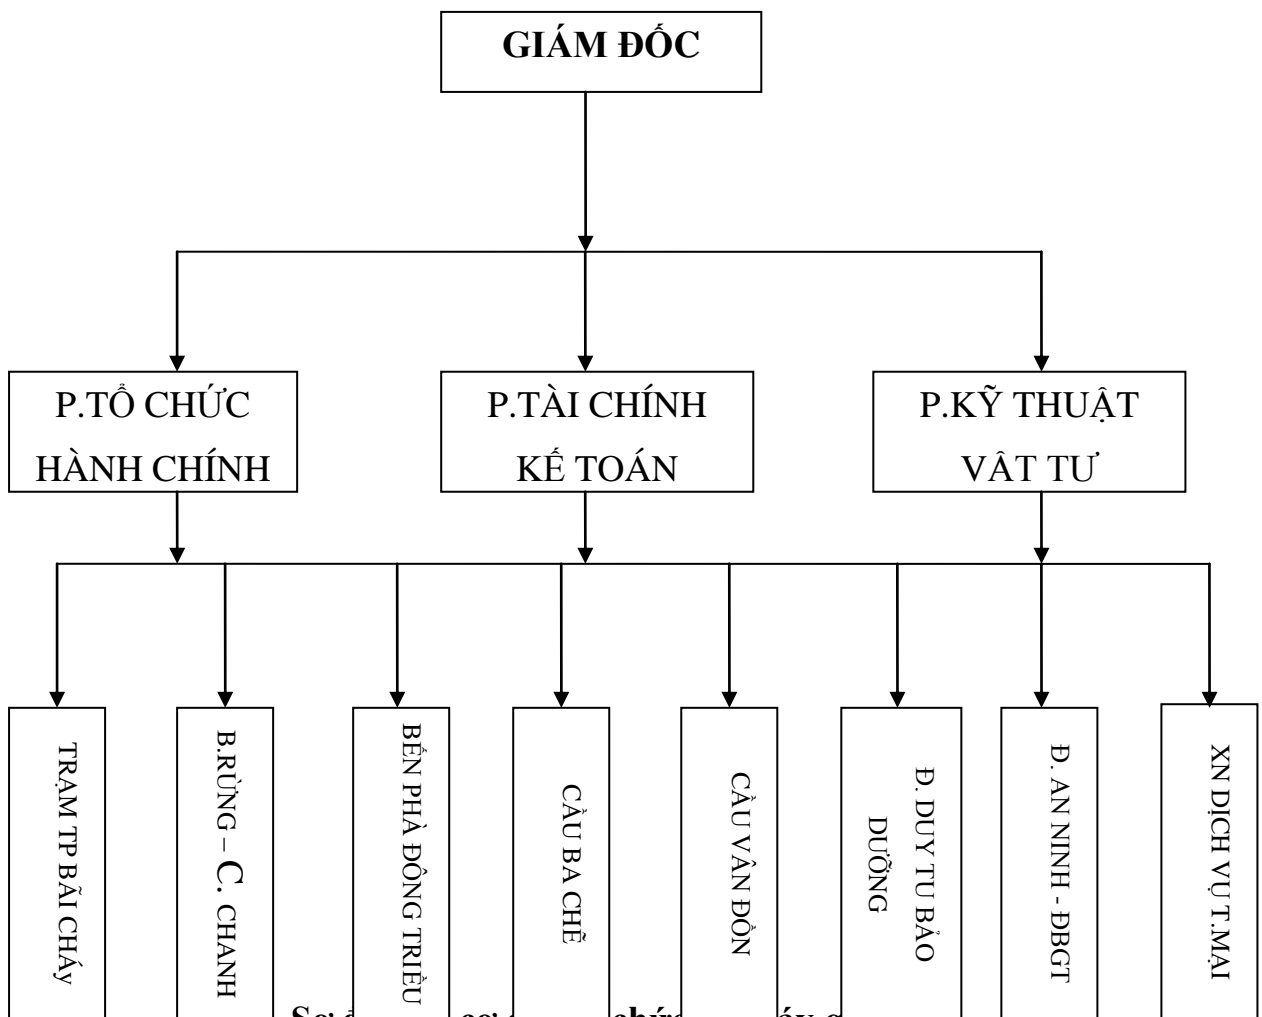 GIÁM ĐỐC
P.TỔ CHỨC
HÀNH CHÍNH
P.TÀI CHÍNH
KẾ TOÁN
P.KỸ THUẬT
VÂT TƯ
TRẠM TP BÃI CHÁy
B.RỪNG – C. CHANH
BẾN PHÀ ĐÔNG TRIỀU
CẦU BA CHẼ
CẦU VÂN ĐỒN
Đ. DUY TU BẢO
DƯỠNG
Đ. AN NINH - ĐBGT
XN DỊCH VỤ T.MẠI